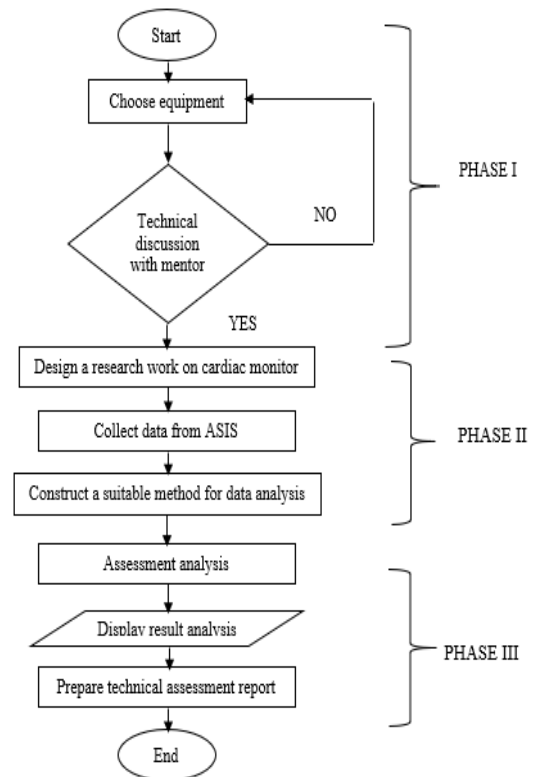 Start
Choose equipment
PHASE I
Technical
discussion
with mentor
NO
YES
Design a research work on cardiac monitor
Collect data from ASIS
PHASE II
Construct a suitable method for data analysis
Assessment analysis
Display result analysis
PHASE III
Prepare technical assessment report
End